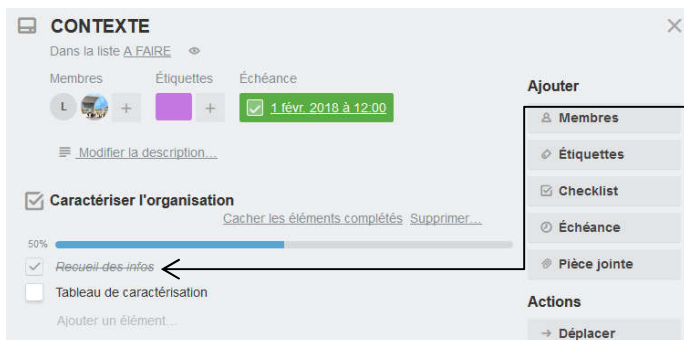 CONTEXTE
Dans la liste A FAIRE
Membres Étiquettes Échéance
L + + 1 févr. 2018 à 12:00
Modifier la description…
Caractériser l'organisation
Cacher les éléments complétés Supprimer…
50%
Recueil des infos
Tableau de caractérisation
Ajouter un élément…
Ajouter
Membres
Étiquettes
Checklist
Échéance
Pièce jointe
Actions
Déplacer